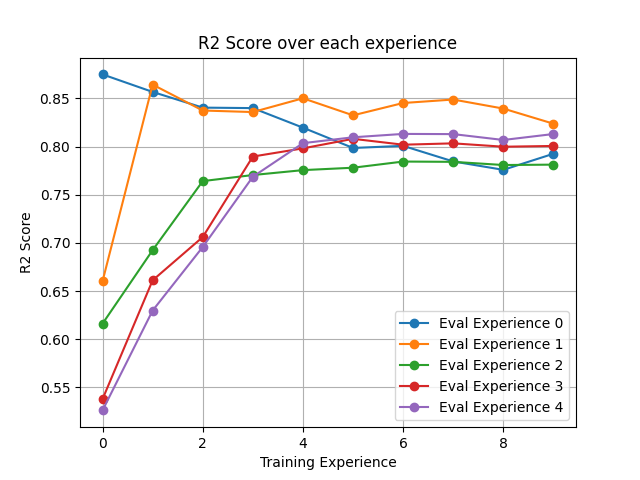 R2 Score over each experience
R2 Score
0.85
0.80
0.75
0.70
0.65
0.60
0.55
Eval Experience 0
Eval Experience 1
Eval Experience 2
Eval Experience 3
Eval Experience 4
0 2 4 6 8
Training Experience